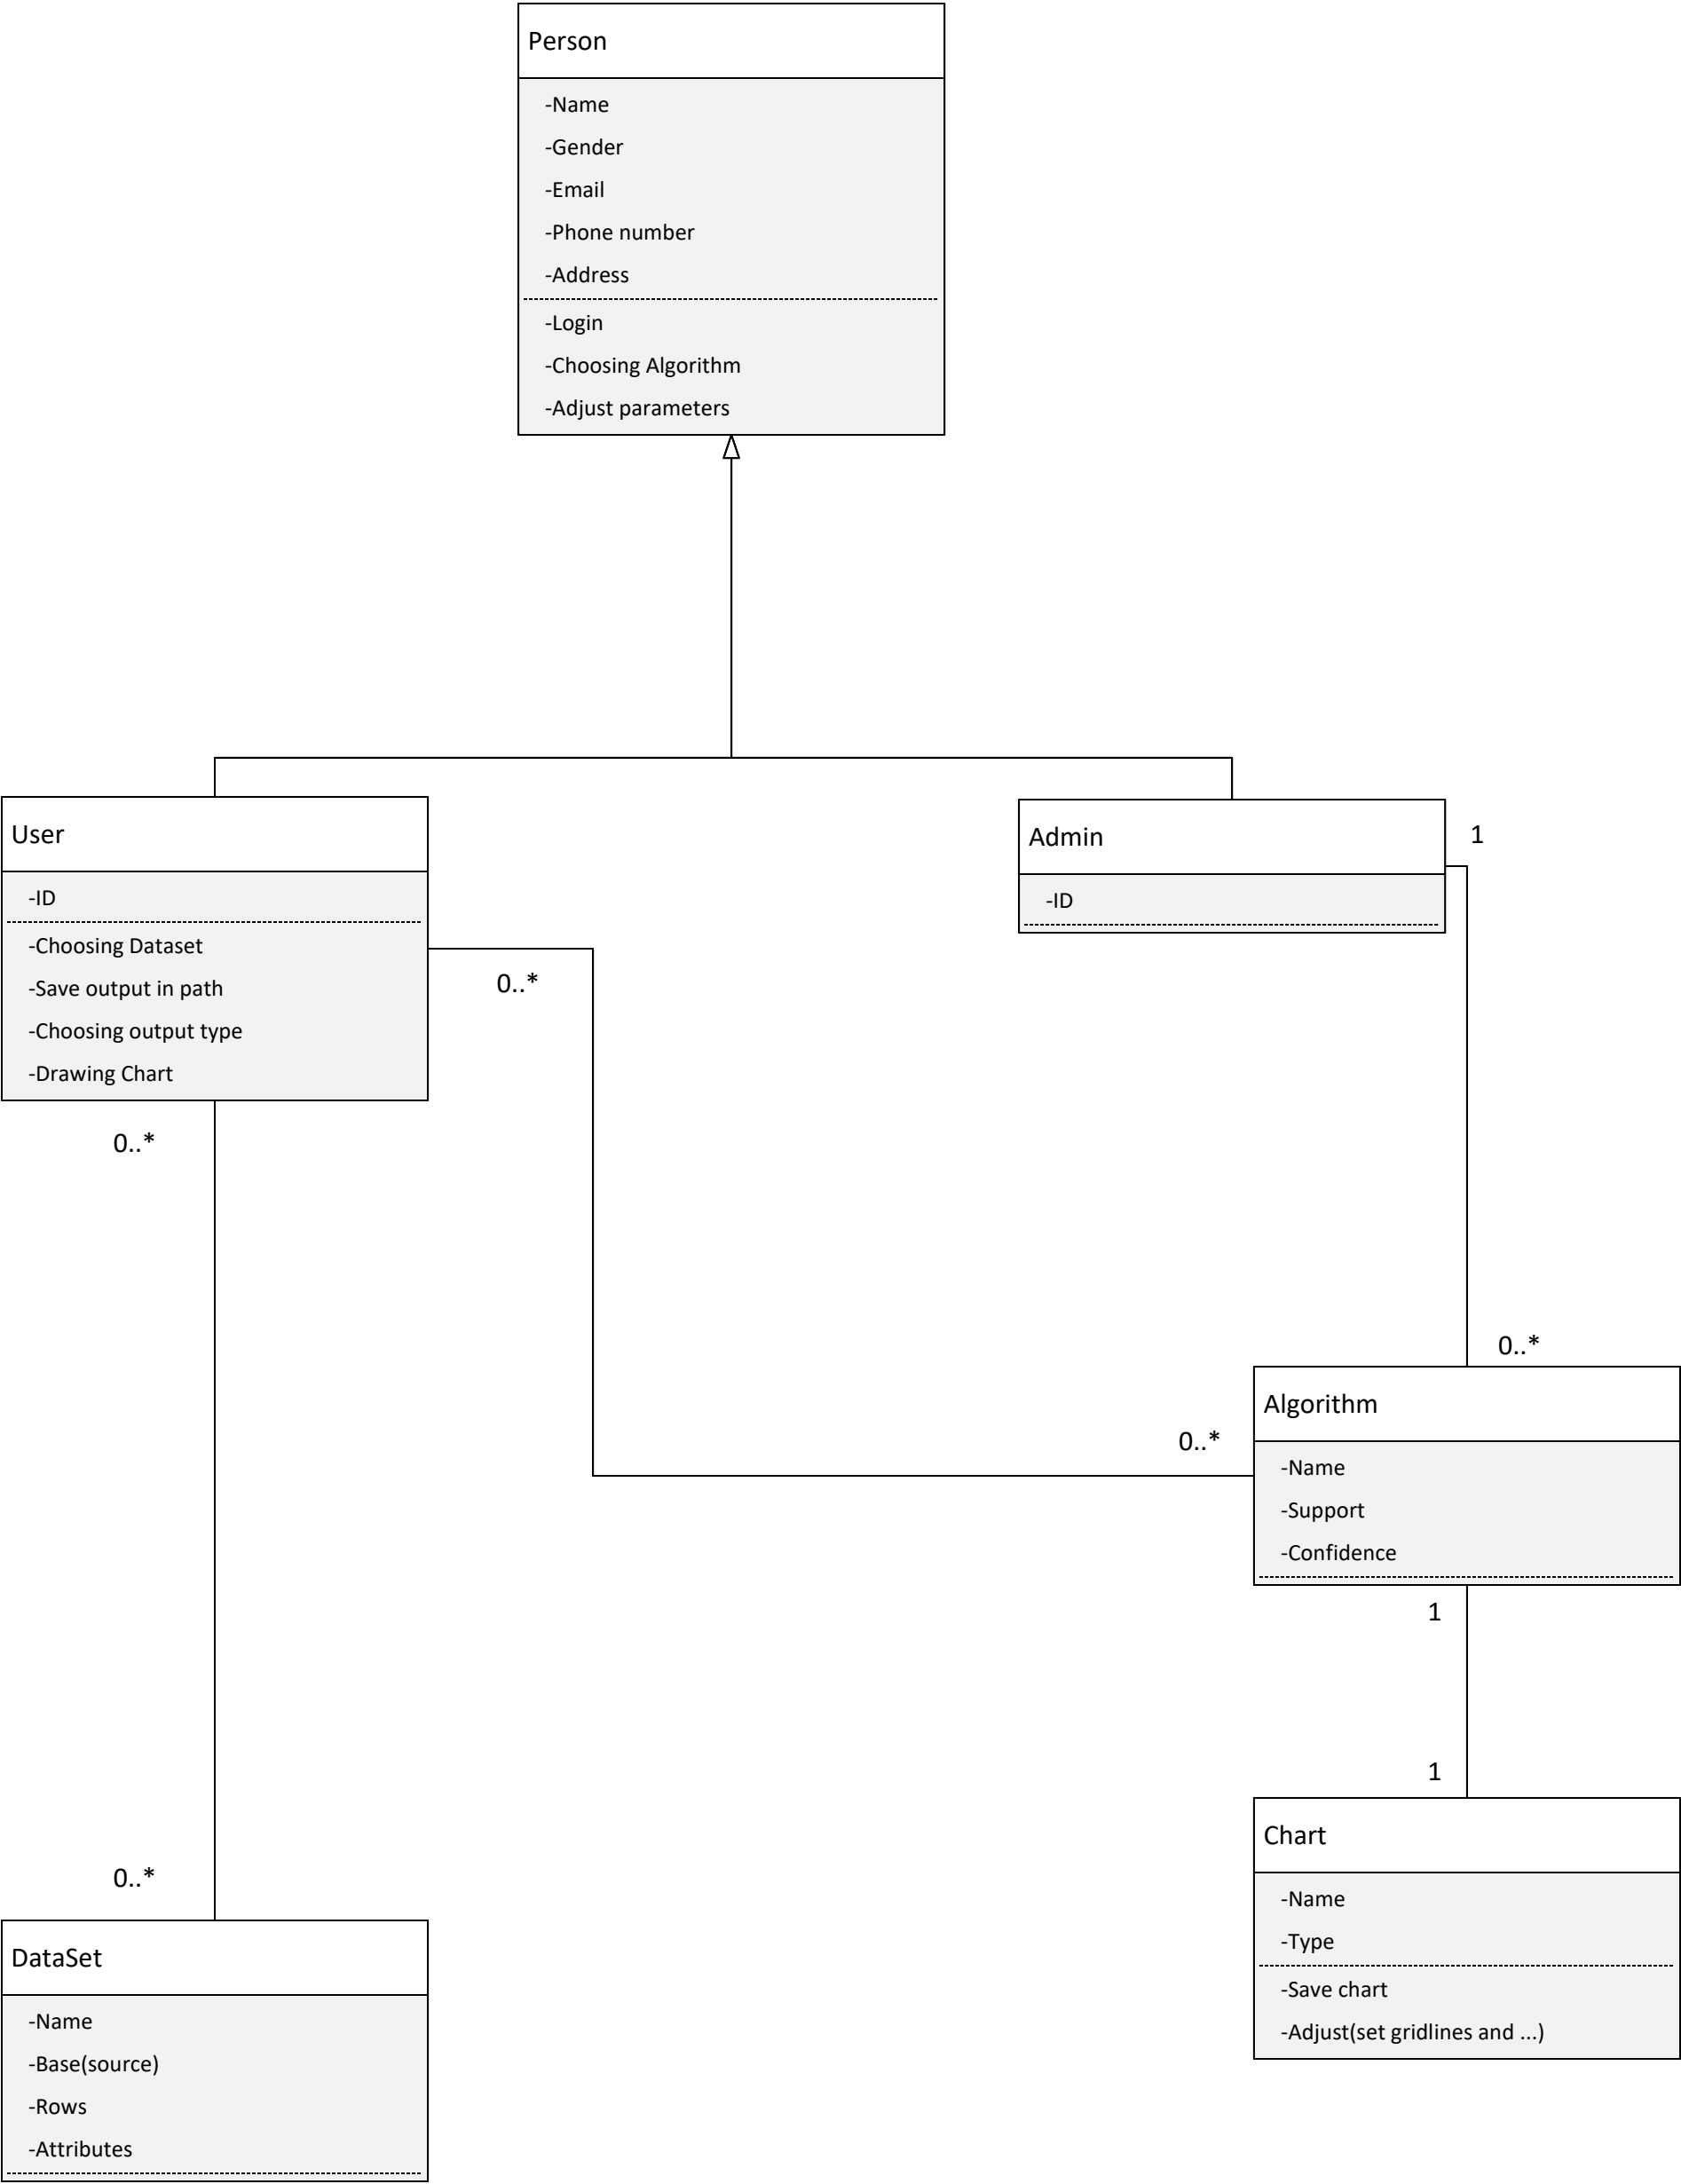 Person
-Name
-Gender
-Email
-Phone number
-Address
-Login
-Choosing Algorithm
-Adjust parameters
User
-ID
-Choosing Dataset
-Save output in path
-Choosing output type
-Drawing Chart
Admin
-ID
1
0..*
0..*
0..*
0..*
Algorithm
-Name
-Support
-Confidence
1
1
Chart
-Name
-Type
-Save chart
-Adjust(set gridlines and ...)
0..*
DataSet
-Name
-Base(source)
-Rows
-Attributes